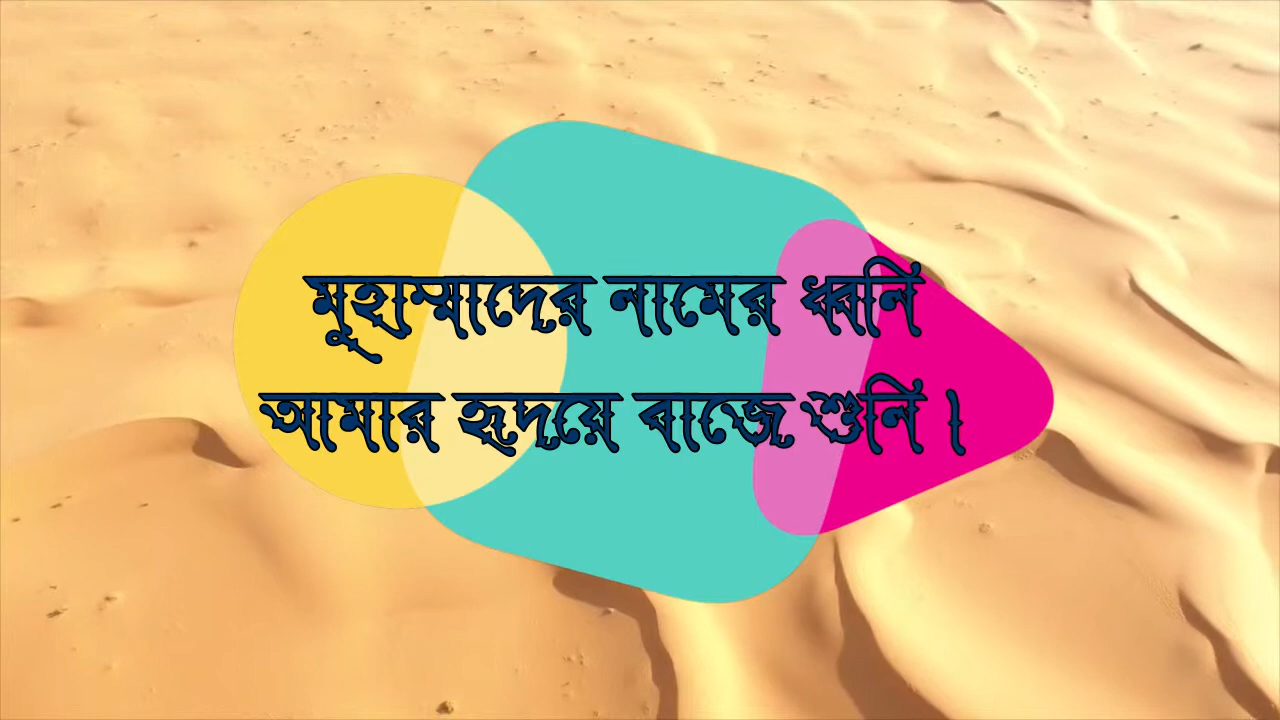 মুহাম্মাদের নামের ধ্বনি
আমার হৃদয়ে বাজে শুনি।